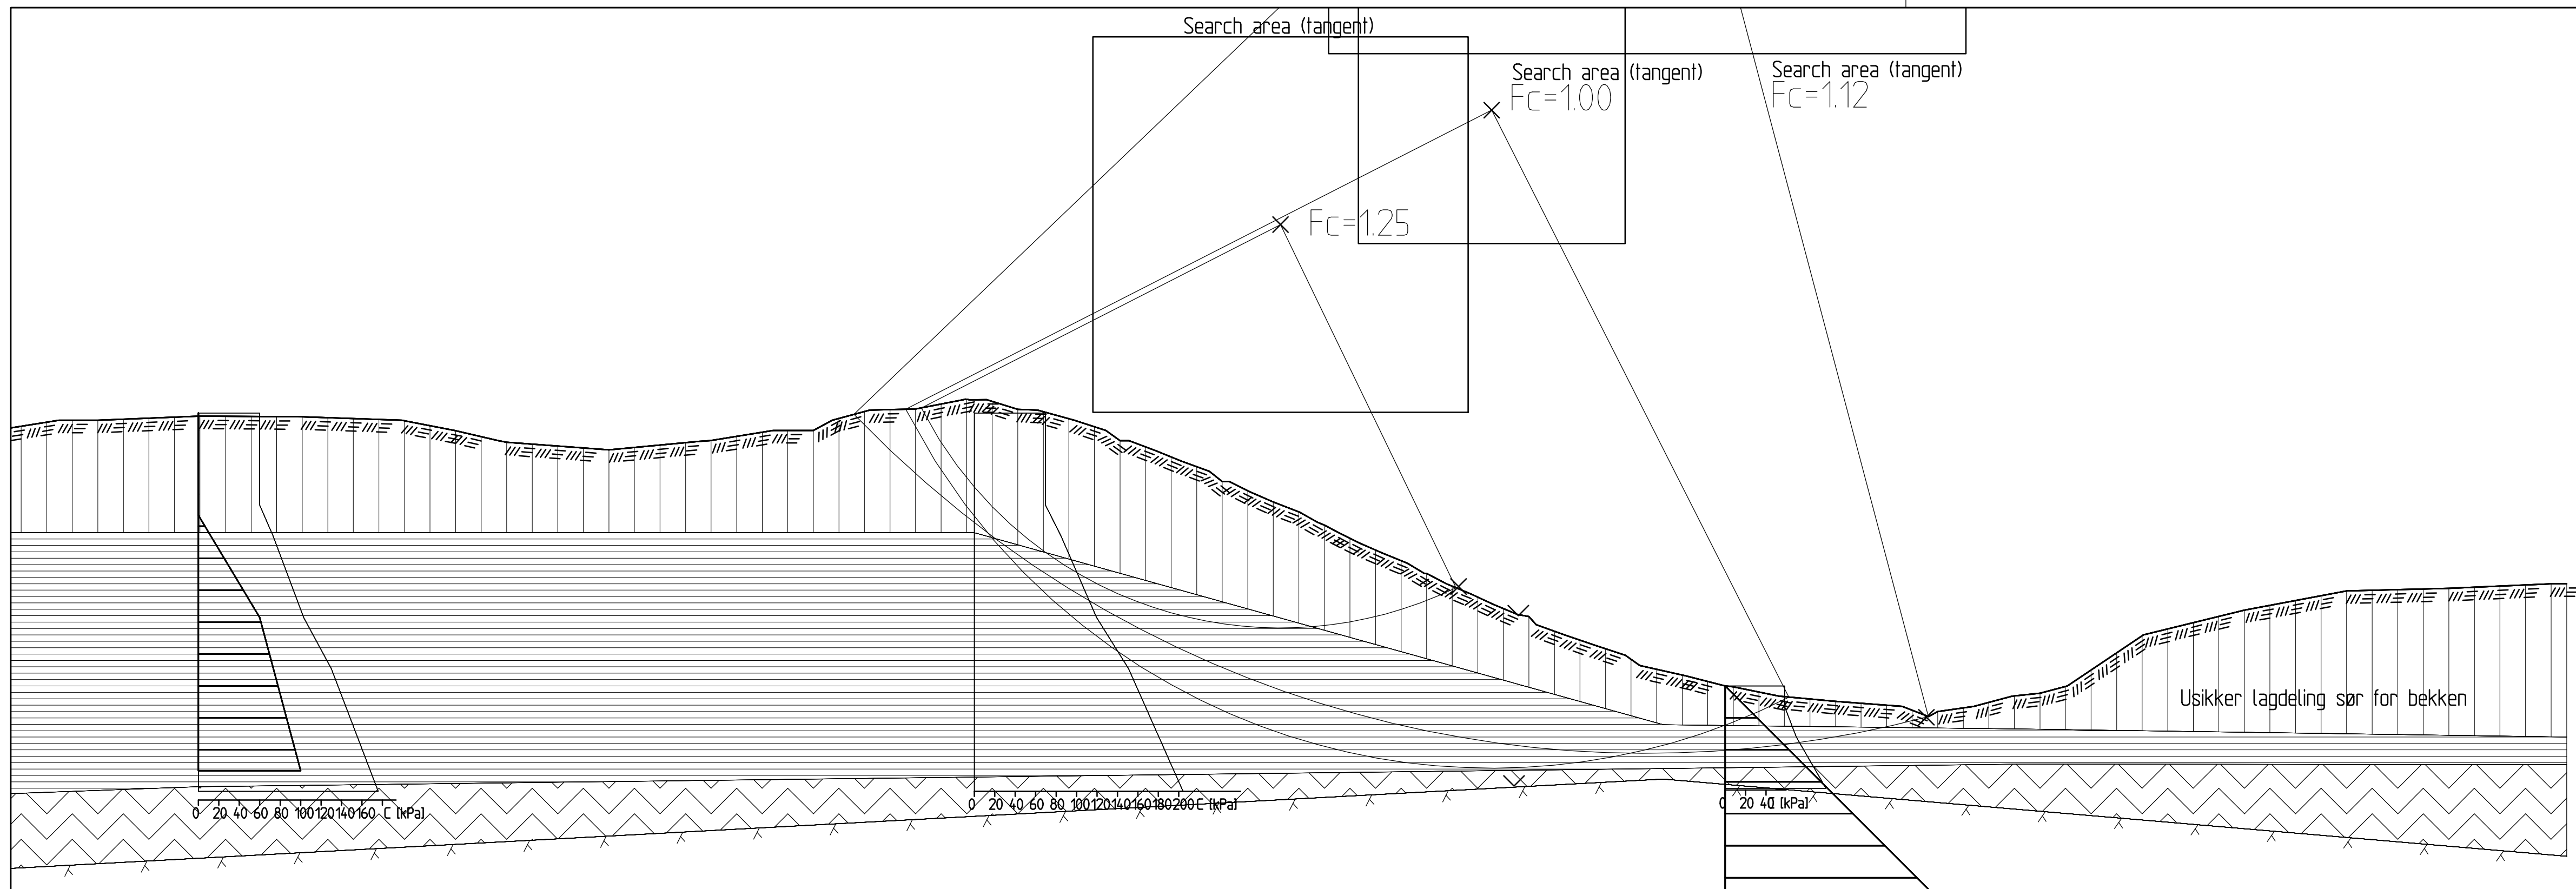 Search area (tangent)
Search area (tangent)
Search area (tangent)
Fc=1.00
Fc=1.12
Fc=1.25
Usikker lagdeling sør for bekken
0 20 40 60 80 100 120 140 160 C [kPa]
0 20 40 60 80 100 120 140 160 180 200 C [kPa]
0 20 40 C [kPa]